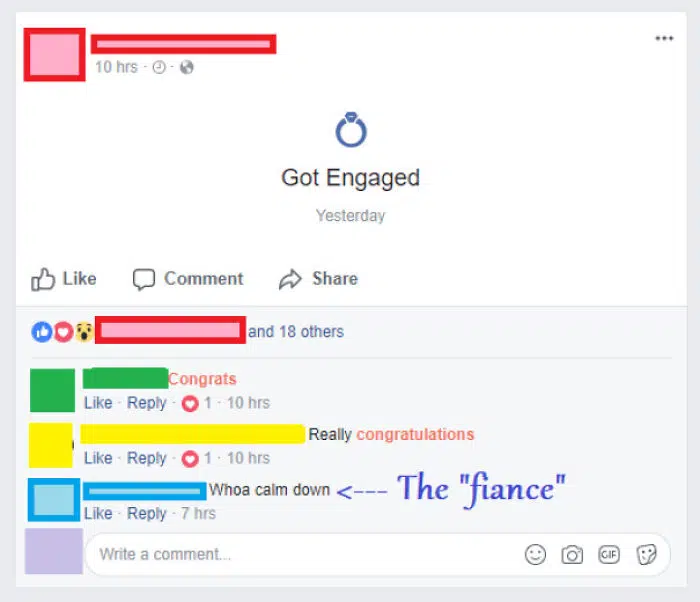 10 hrs · ·
Got Engaged
Yesterday
Like Comment Share
and 18 others
Congrats
Like · Reply · 1 · 10 hrs
Really congratulations
Like · Reply · 1 · 10 hrs
Whoa calm down <--- The "fiance"
Like · Reply · 7 hrs
Write a comment... GIF